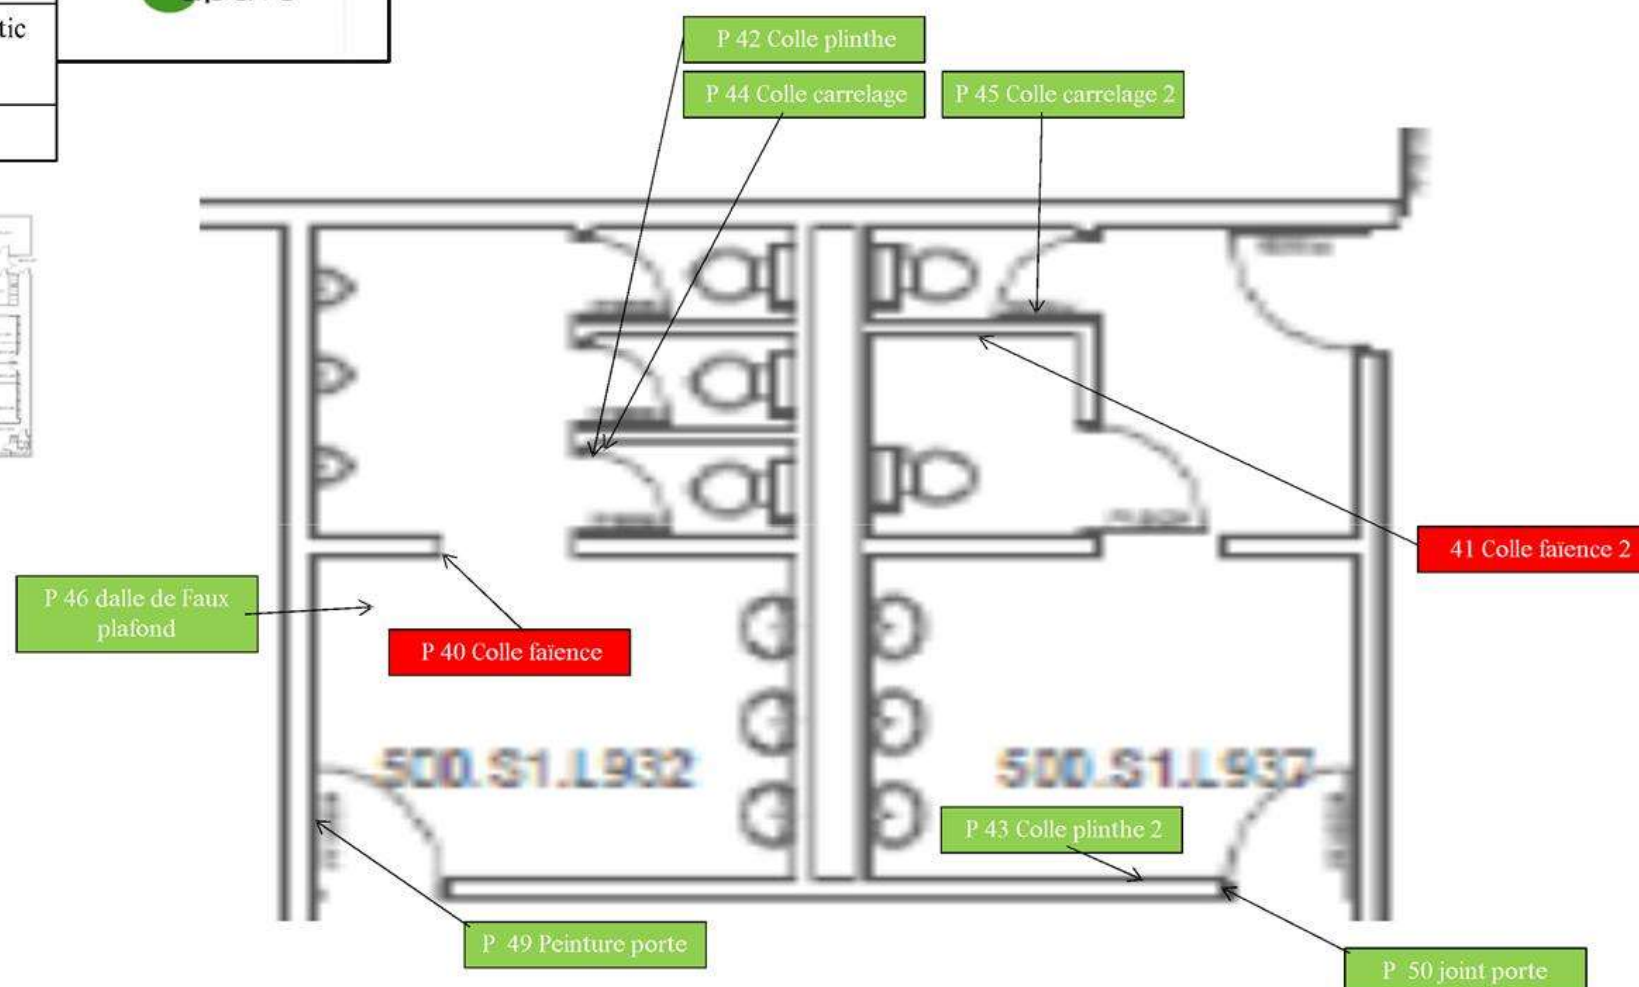 tic
P 42 Colle plinthe
P 44 Colle carrelage
P 45 Colle carrelage 2
41 Colle faïence 2
P 46 dalle de Faux
plafond
P 40 Colle faïence
500.S1.L932
500.S1.L937
P 43 Colle plinthe 2
P 49 Peinture porte
P 50 joint porte